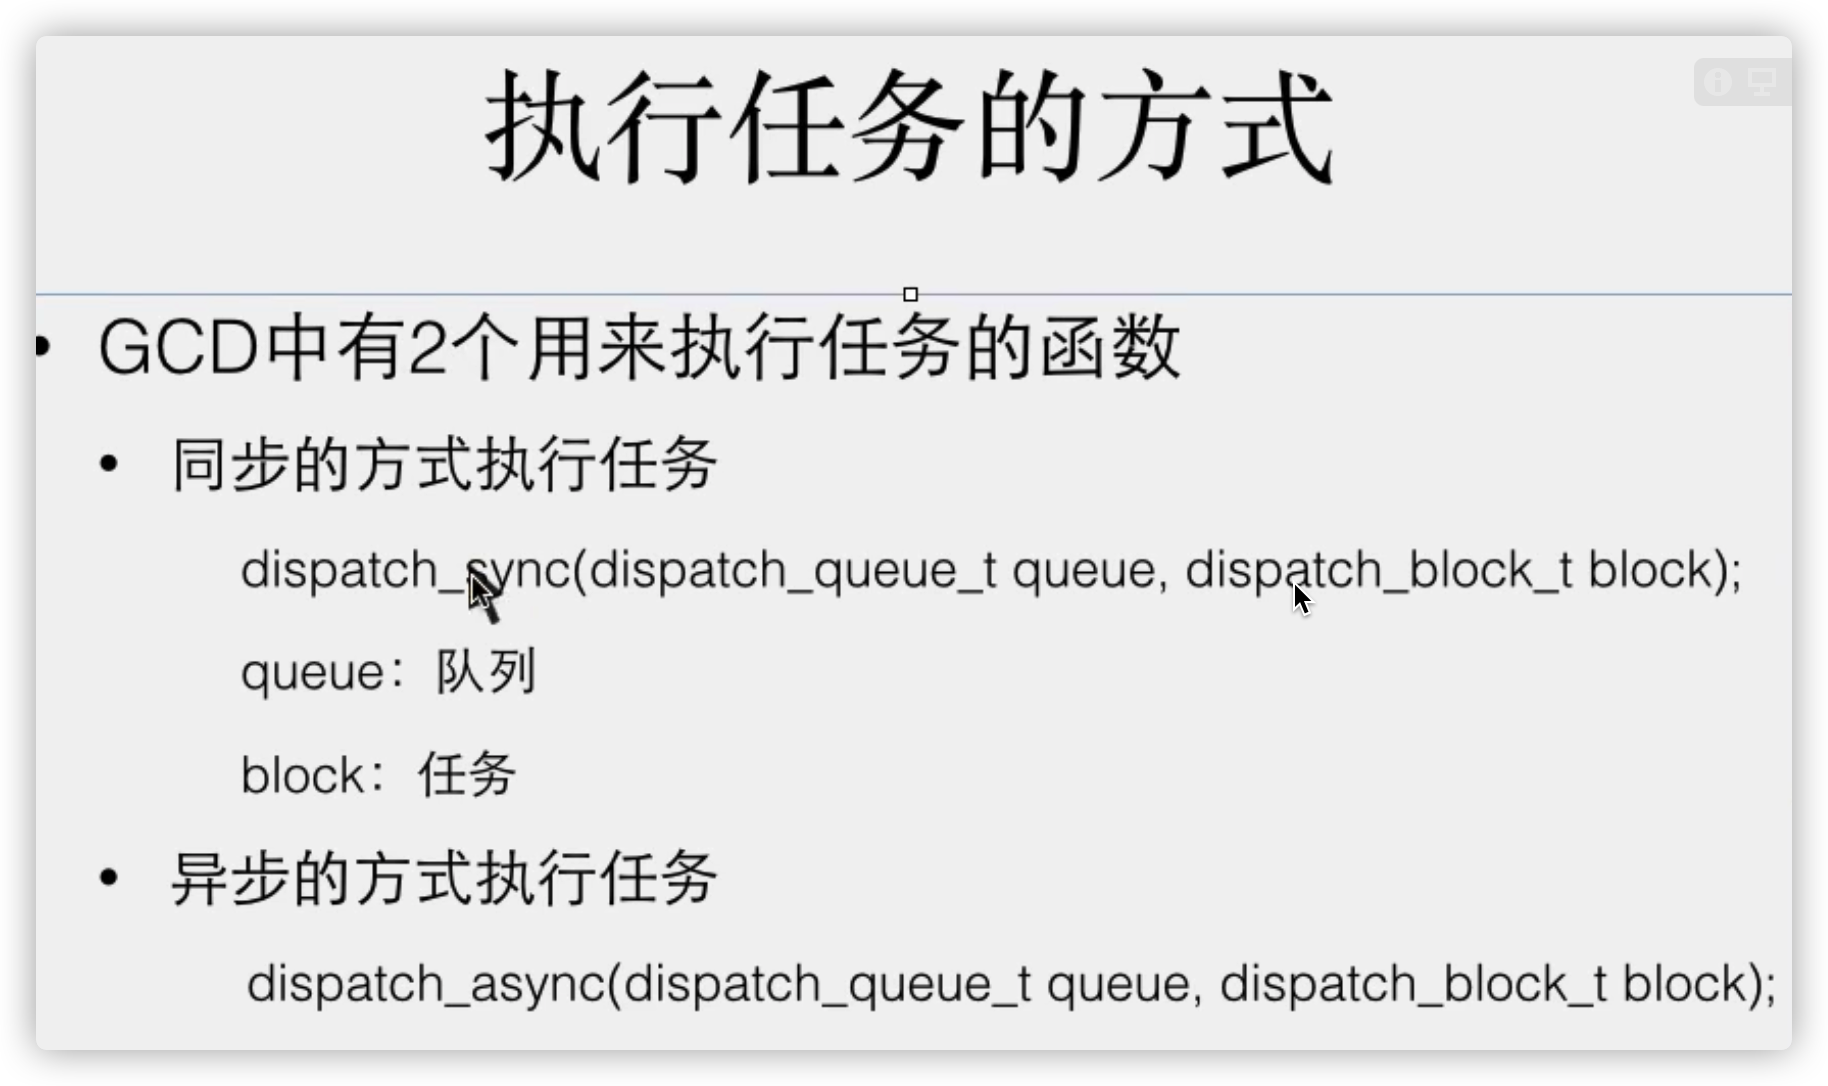 执行任务的方式
• GCD中有2个用来执行任务的函数
• 同步的方式执行任务
dispatch_sync(dispatch_queue_t queue, dispatch_block_t block);
queue：队列
block：任务
• 异步的方式执行任务
dispatch_async(dispatch_queue_t queue, dispatch_block_t block);